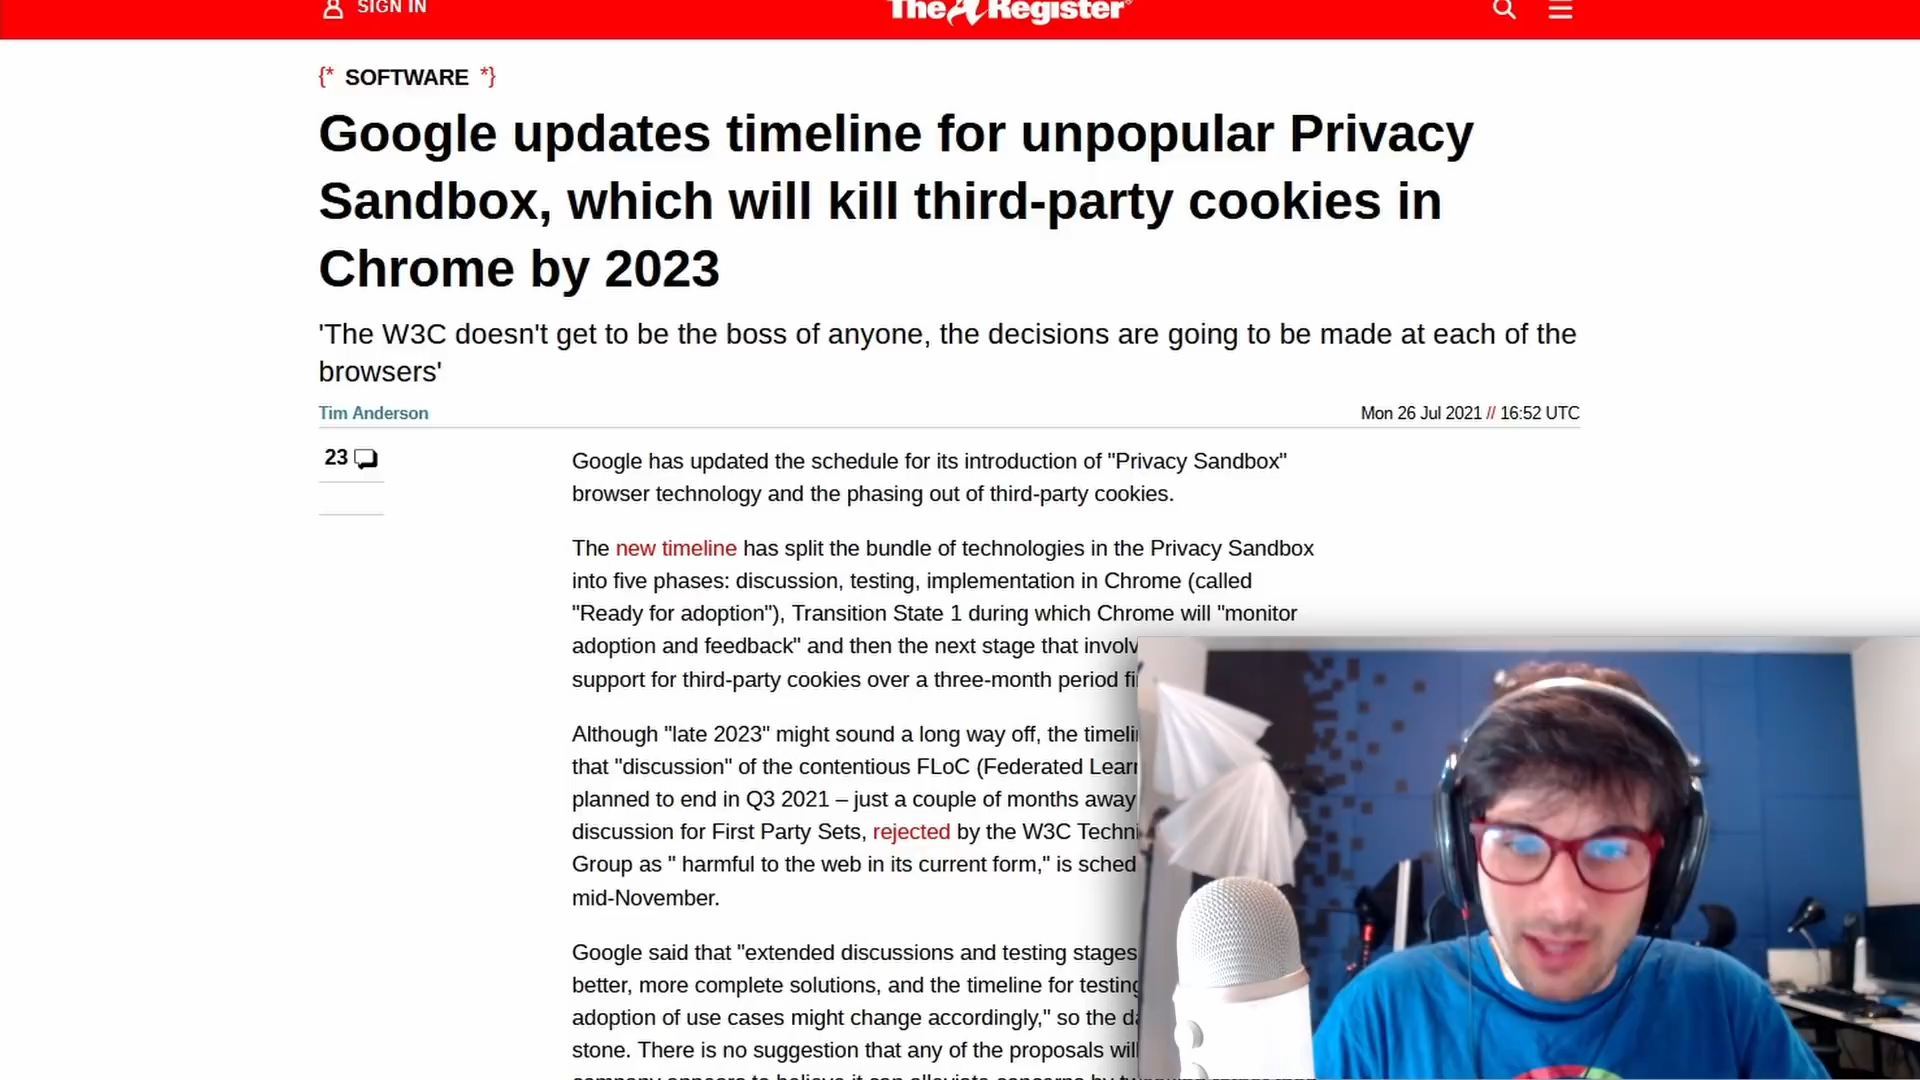 SIGN IN
The Register
{* SOFTWARE *}
Google updates timeline for unpopular Privacy
Sandbox, which will kill third-party cookies in
Chrome by 2023
'The W3C doesn't get to be the boss of anyone, the decisions are going to be made at each of the
browsers'
Tim Anderson
Mon 26 Jul 2021 // 16:52 UTC
23
Google has updated the schedule for its introduction of "Privacy Sandbox"
browser technology and the phasing out of third-party cookies.
The new timeline has split the bundle of technologies in the Privacy Sandbox
into five phases: discussion, testing, implementation in Chrome (called
"Ready for adoption"), Transition State 1 during which Chrome will "monitor
adoption and feedback" and then the next stage that involv
support for third-party cookies over a three-month period fi
Although "late 2023" might sound a long way off, the timeli
that "discussion" of the contentious FLoC (Federated Lear
planned to end in Q3 2021 – just a couple of months away
discussion for First Party Sets, rejected by the W3C Techni
Group as " harmful to the web in its current form," is sched
mid-November.
Google said that "extended discussions and testing stages
better, more complete solutions, and the timeline for testing
adoption of use cases might change accordingly," so the da
stone. There is no suggestion that any of the proposals will